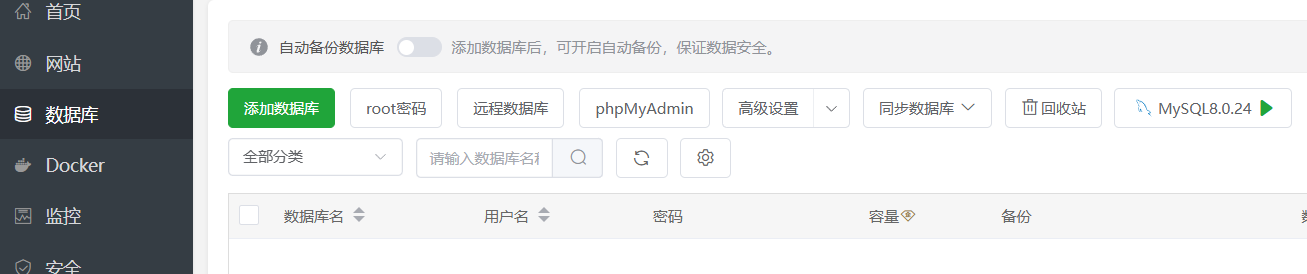 首页
网站
数据库
Docker
监控
安全
自动备份数据库 添加数据库后，可开启自动备份，保证数据安全。
添加数据库 root密码 远程数据库 phpMyAdmin 高级设置 同步数据库 回收站 MySQL8.0.24
全部分类 请输入数据库名称
数据库名 用户名 密码 容量 备份